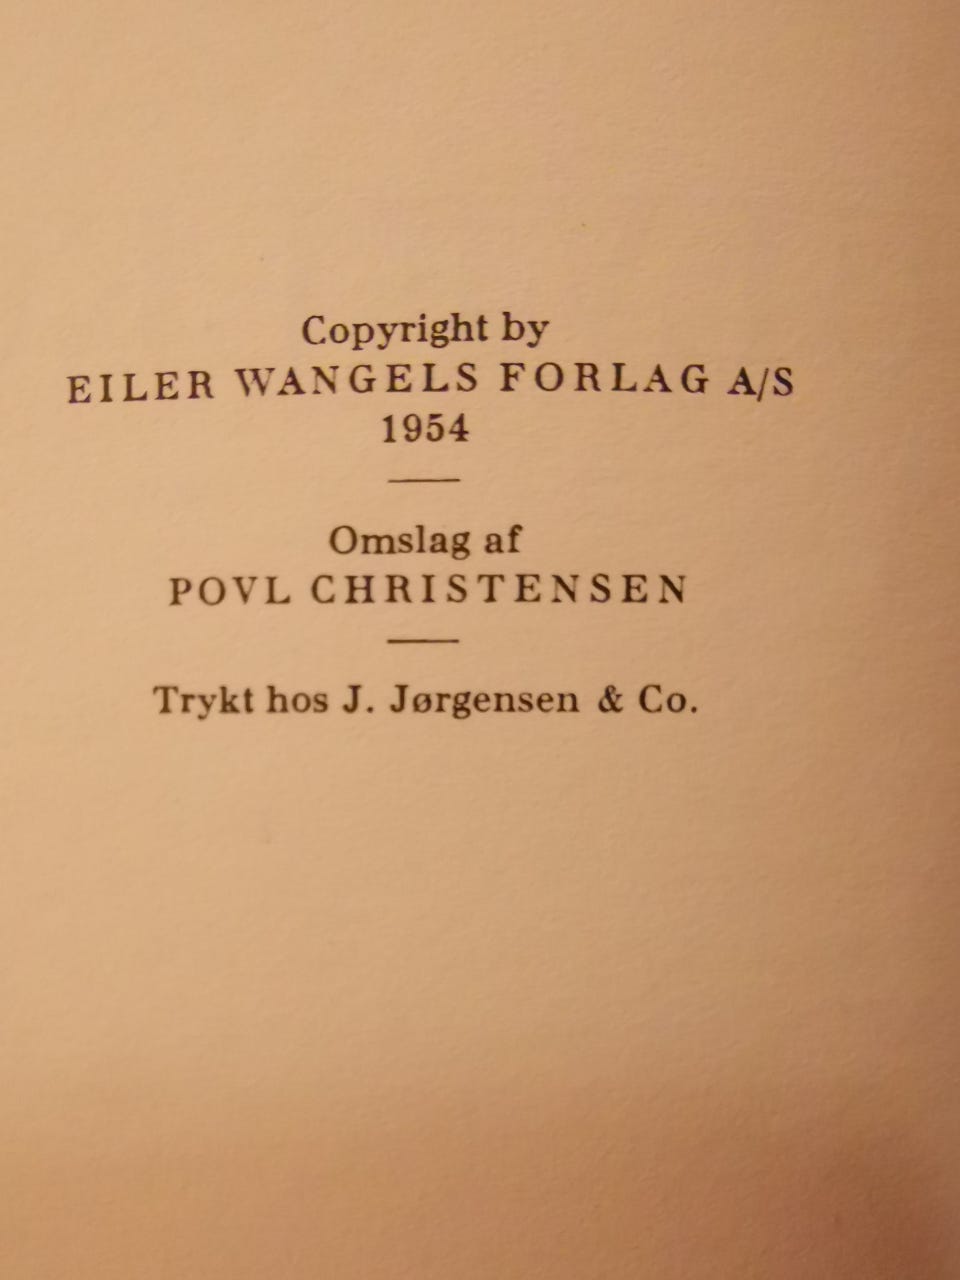 Copyright by
EILER WANGELS FORLAG A/S
1954
Omslag af
POVL CHRISTENSEN
Trykt hos J. Jørgensen & Co.